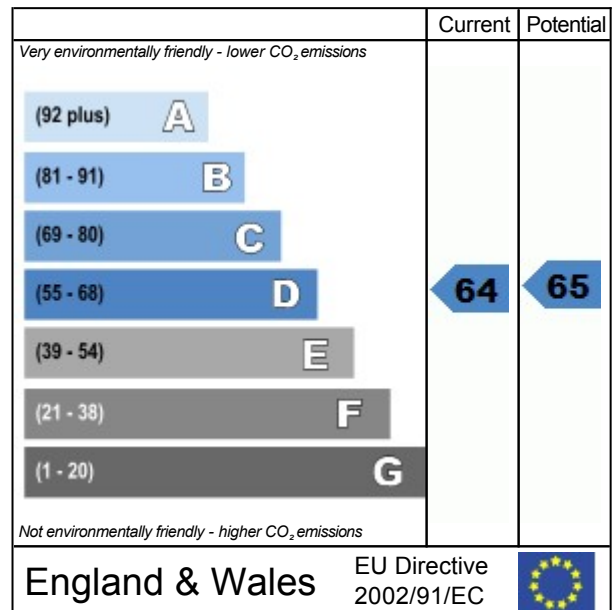 Current Potential
Very environmentally friendly - lower CO₂ emissions
(92 plus) A
(81 - 91) B
(69 - 80) C
(55 - 68) D 64 65
(39 - 54) E
(21 - 38) F
(1 - 20) G
Not environmentally friendly - higher CO₂ emissions
England & Wales
EU Directive
2002/91/EC